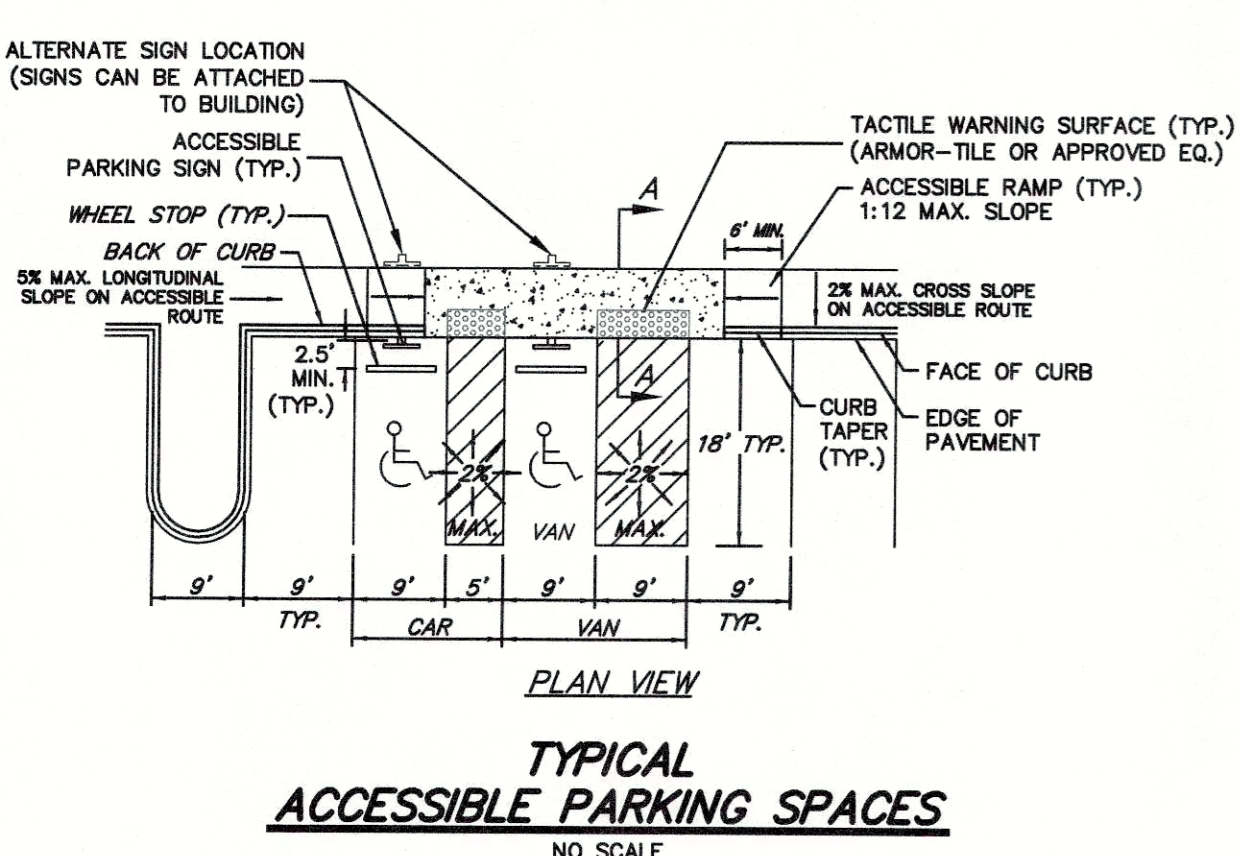 ALTERNATE SIGN LOCATION
(SIGNS CAN BE ATTACHED
TO BUILDING)
ACCESSIBLE
PARKING SIGN (TYP.)
WHEEL STOP (TYP.)
BACK OF CURB
5% MAX. LONGITUDINAL
SLOPE ON ACCESSIBLE
ROUTE
TACTILE WARNING SURFACE (TYP.)
(ARMOR-TILE OR APPROVED EQ.)
ACCESSIBLE RAMP (TYP.)
1:12 MAX. SLOPE
A
6' MIN.
2% MAX. CROSS SLOPE
ON ACCESSIBLE ROUTE
2.5'
MIN.
(TYP.)
A
FACE OF CURB
CURB
TAPER
(TYP.)
EDGE OF
PAVEMENT
18' TYP.
2%
MAX.
VAN
2%
MAX.
9'
9'
TYP.
9'
5'
9'
9'
9'
TYP.
CAR
VAN
PLAN VIEW
TYPICAL
ACCESSIBLE PARKING SPACES
NO SCALE